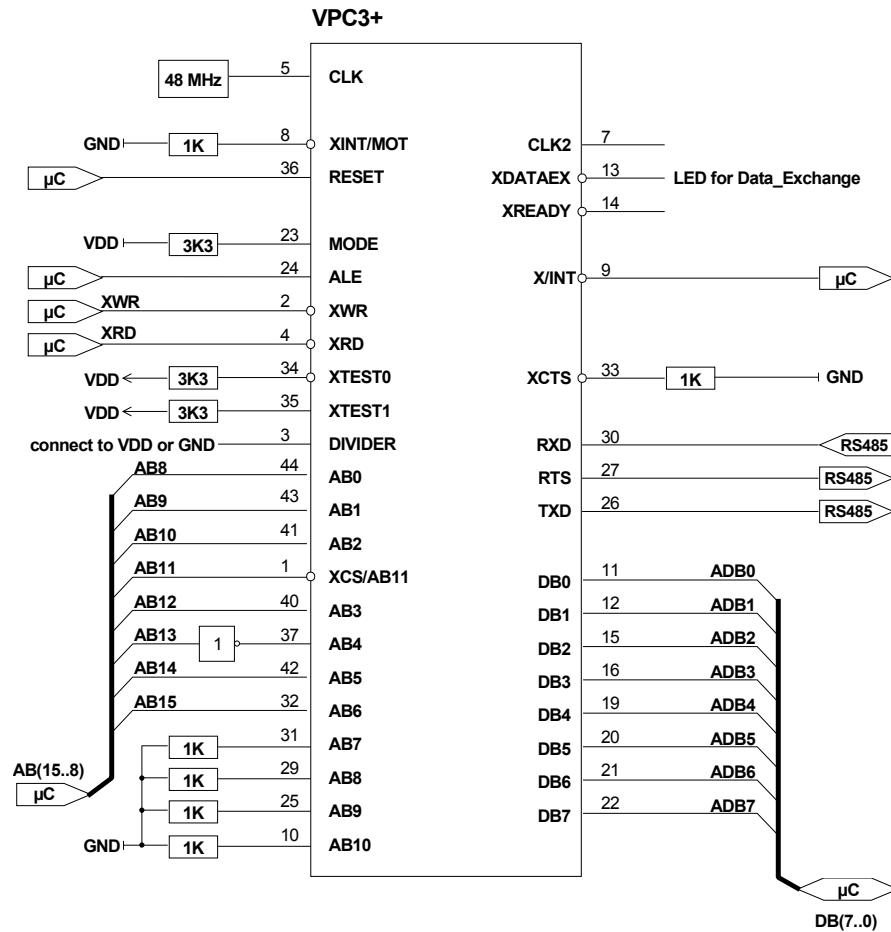 VPC3+
48 MHz 5 CLK
GND 1K 8 XINT/MOT CLK2 7
µC 36 RESET XDATAEX 13 LED for Data_Exchange
XREADY 14
VDD 3K3 23 MODE
µC 24 ALE X/INT 9 µC
µC XWR 2 XWR
µC XRD 4 XRD
VDD 3K3 34 XTEST0 XCTS 33 1K GND
VDD 3K3 35 XTEST1
connect to VDD or GND 3 DIVIDER RXD 30 RS485
AB8 44 AB0 RTS 27 RS485
AB9 43 AB1 TXD 26 RS485
AB10 41 AB2
AB11 1 XCS/AB11 DB0 11 ADB0
AB12 40 AB3 DB1 12 ADB1
AB13 1 37 AB4 DB2 15 ADB2
AB14 42 AB5 DB3 16 ADB3
AB15 32 AB6 DB4 19 ADB4
1K 31 AB7 DB5 20 ADB5
AB(15..8) 1K 29 AB8 DB6 21 ADB6
µC 1K 25 AB9 DB7 22 ADB7
GND 1K 10 AB10
µC
DB(7..0)